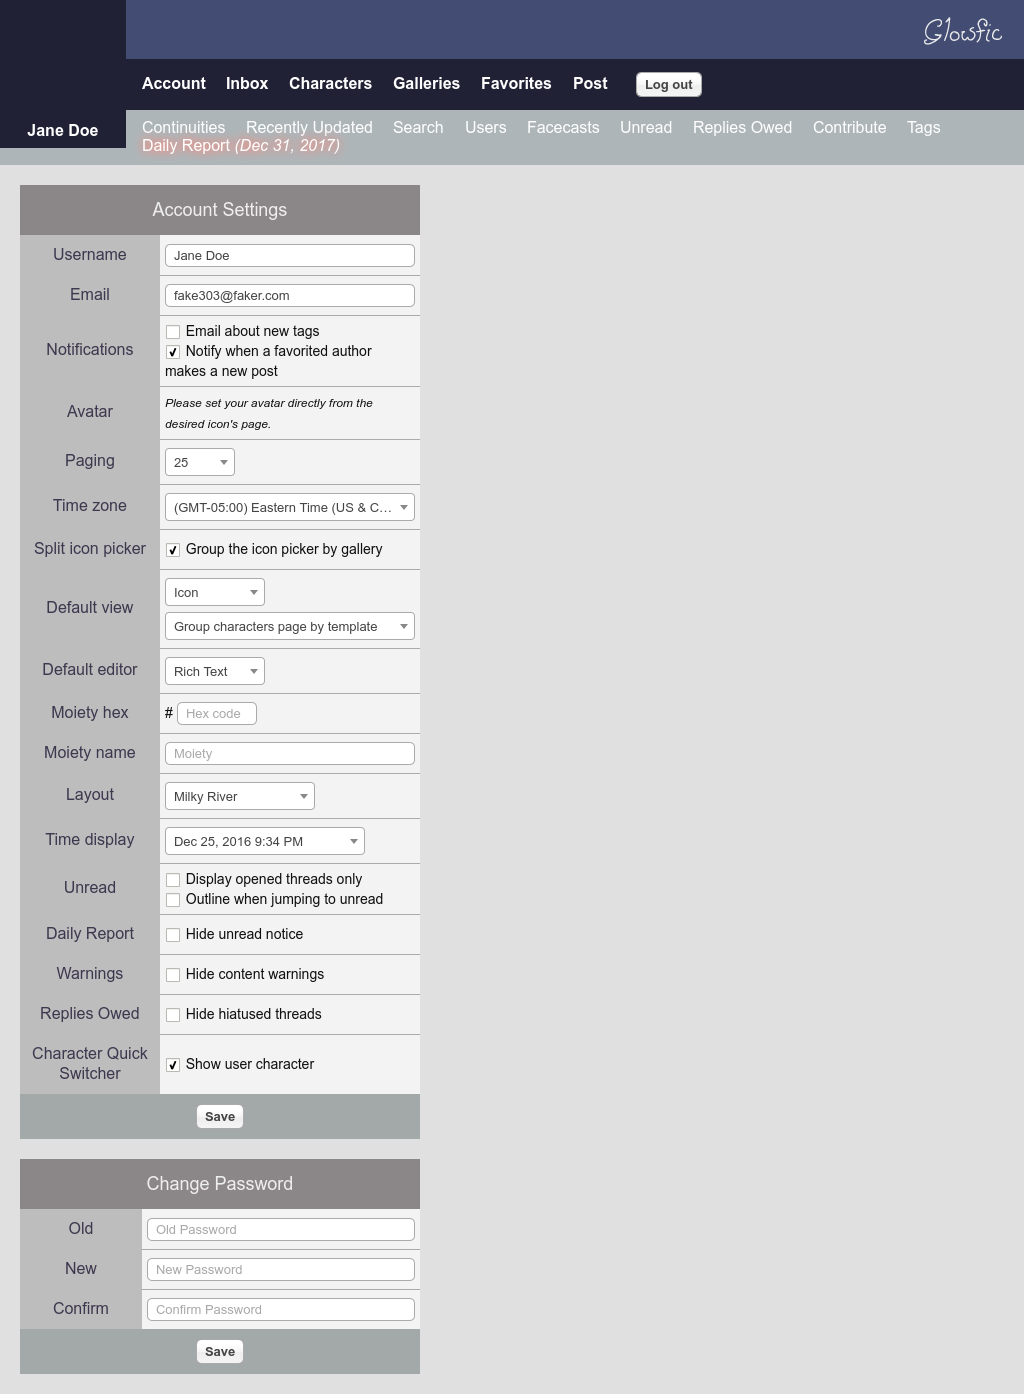 Glowfic
Account Inbox Characters Galleries Favorites Post Log out
Jane Doe
Continuities Recently Updated Search Users Facecasts Unread Replies Owed Contribute Tags
Daily Report (Dec 31, 2017)
Account Settings
Username Jane Doe
Email fake303@faker.com
Notifications
Email about new tags
Notify when a favorited author
makes a new post
Avatar
Please set your avatar directly from the
desired icon's page.
Paging 25
Time zone (GMT-05:00) Eastern Time (US & C...
Split icon picker Group the icon picker by gallery
Default view
Icon
Group characters page by template
Default editor Rich Text
Moiety hex # Hex code
Moiety name Moiety
Layout Milky River
Time display Dec 25, 2016 9:34 PM
Unread
Display opened threads only
Outline when jumping to unread
Daily Report Hide unread notice
Warnings Hide content warnings
Replies Owed Hide hiatused threads
Character Quick
Switcher
Show user character
Save
Change Password
Old Old Password
New New Password
Confirm Confirm Password
Save